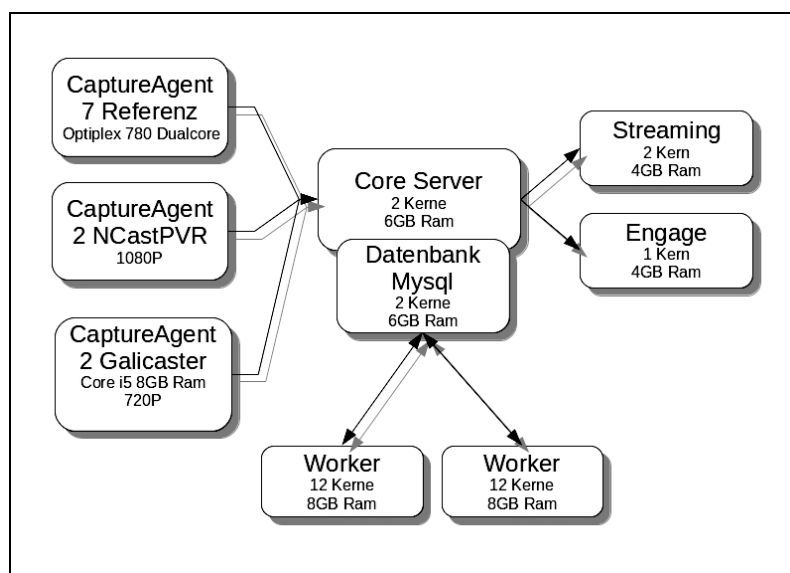 CaptureAgent
7 Referenz
Optiplex 780 Dualcore
CaptureAgent
2 NCastPVR
1080P
CaptureAgent
2 Galicaster
Core i5 8GB Ram
720P
Core Server
2 Kerne
6GB Ram
Datenbank
Mysql
2 Kerne
6GB Ram
Streaming
2 Kern
4GB Ram
Engage
1 Kern
4GB Ram
Worker
12 Kerne
8GB Ram
Worker
12 Kerne
8GB Ram